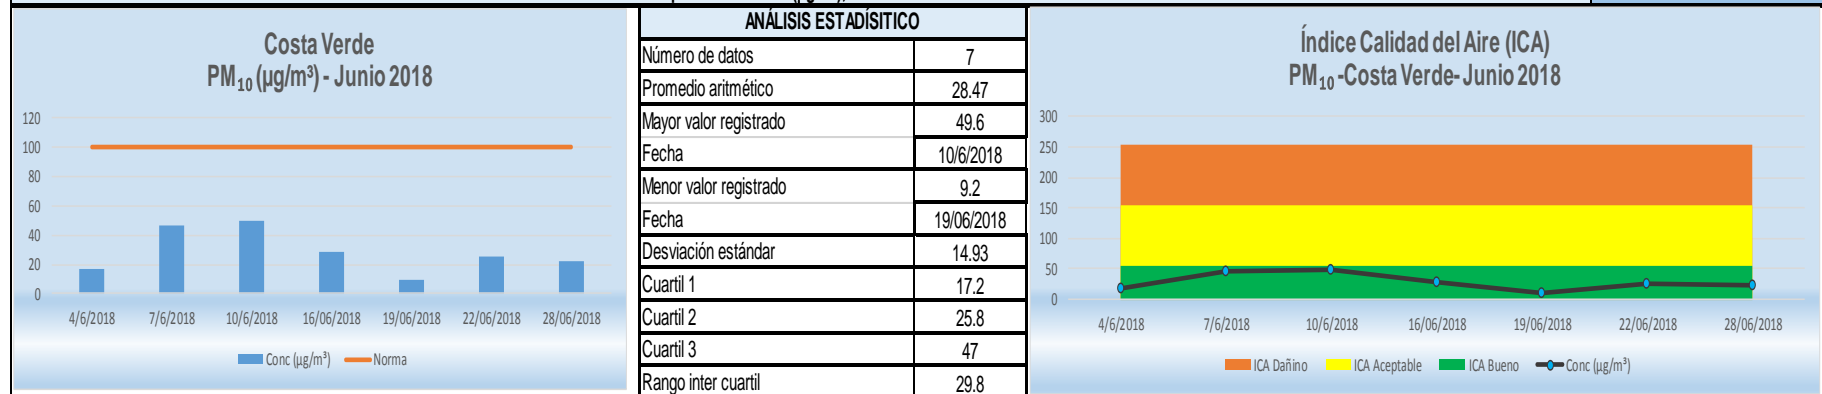 Costa Verde
PM₁₀ (µg/m³) - Junio 2018
120
100
80
60
40
20
0
4/6/2018 7/6/2018 10/6/2018 16/06/2018 19/06/2018 22/06/2018 28/06/2018
Conc (µg/m³) Norma
ANÁLISIS ESTADÍSITICO
Número de datos 7
Promedio aritmético 28.47
Mayor valor registrado 49.6
Fecha 10/6/2018
Menor valor registrado 9.2
Fecha 19/06/2018
Desviación estándar 14.93
Cuartil 1 17.2
Cuartil 2 25.8
Cuartil 3 47
Rango inter cuartil 29.8
Índice Calidad del Aire (ICA)
PM₁₀ -Costa Verde- Junio 2018
300
250
200
150
100
50
0
4/6/2018 7/6/2018 10/6/2018 16/06/2018 19/06/2018 22/06/2018 28/06/2018
ICA Dañino ICA Aceptable ICA Bueno Conc (µg/m³)